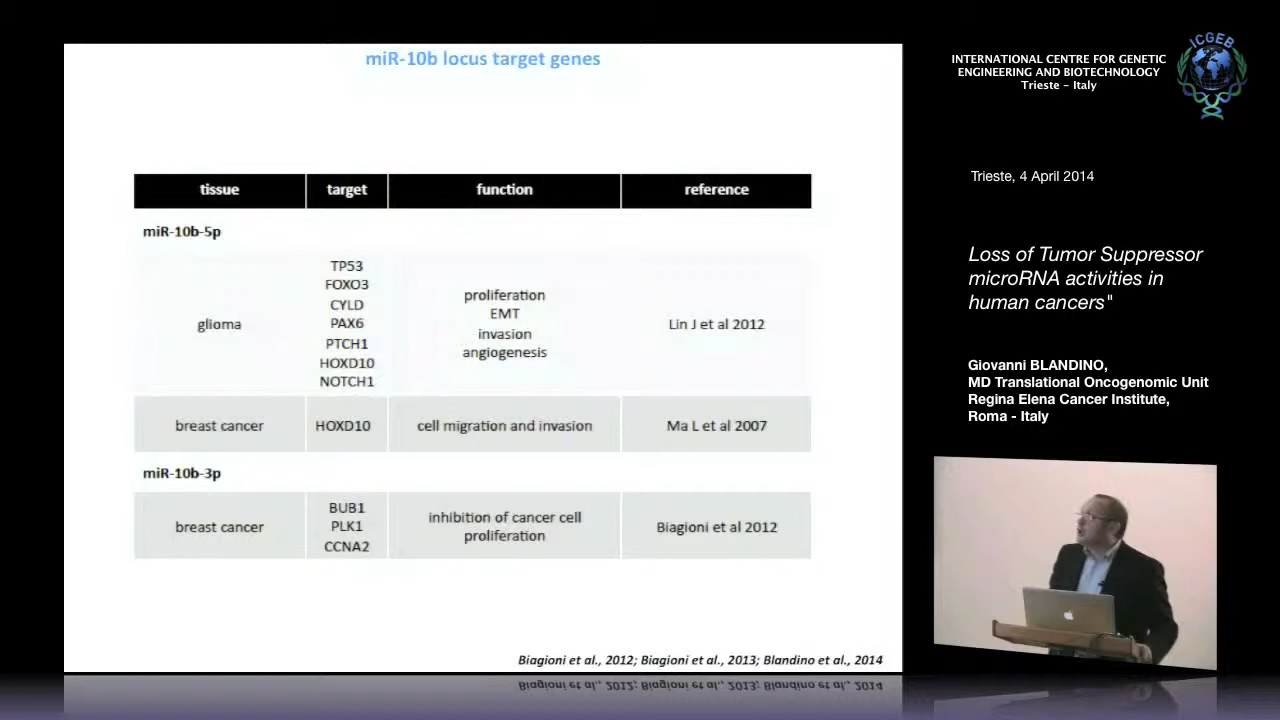 miR-10b locus target genes
tissue target function reference
miR-10b-5p
glioma
TP53
FOXO3
CYLD
PAX6
PTCH1
HOXD10
NOTCH1
proliferation
EMT
invasion
angiogenesis
Lin J et al 2012
breast cancer HOXD10 cell migration and invasion Ma L et al 2007
miR-10b-3p
breast cancer
BUB1
PLK1
CCNA2
inhibition of cancer cell
proliferation
Biagioni et al 2012
Biagioni et al., 2012; Biagioni et al., 2013; Blandino et al., 2014
INTERNATIONAL CENTRE FOR GENETIC
ENGINEERING AND BIOTECHNOLOGY
Trieste - Italy
ICGEB
Trieste, 4 April 2014
Loss of Tumor Suppressor
microRNA activities in
human cancers"
Giovanni BLANDINO,
MD Translational Oncogenomic Unit
Regina Elena Cancer Institute,
Roma - Italy